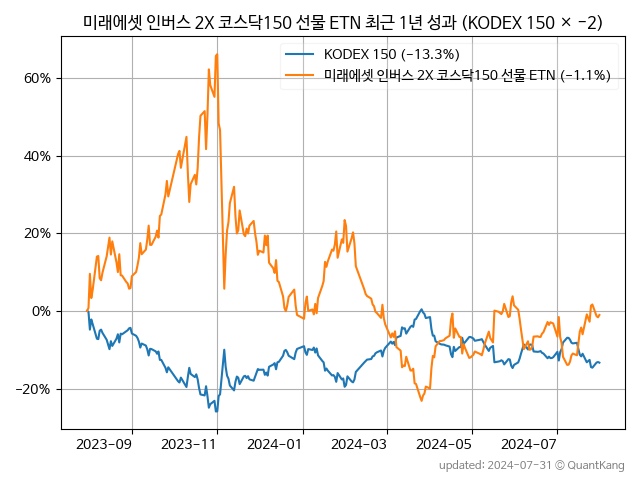 미래에셋 인버스 2X 코스닥150 선물 ETN 최근 1년 성과 (KODEX 150 × −2)
KODEX 150 (−13.3%)
미래에셋 인버스 2X 코스닥150 선물 ETN (−1.1%)
60%
40%
20%
0%
−20%
2023−09
2023−11
2024−01
2024−03
2024−05
2024−07
updated: 2024-07-31 © QuantKang